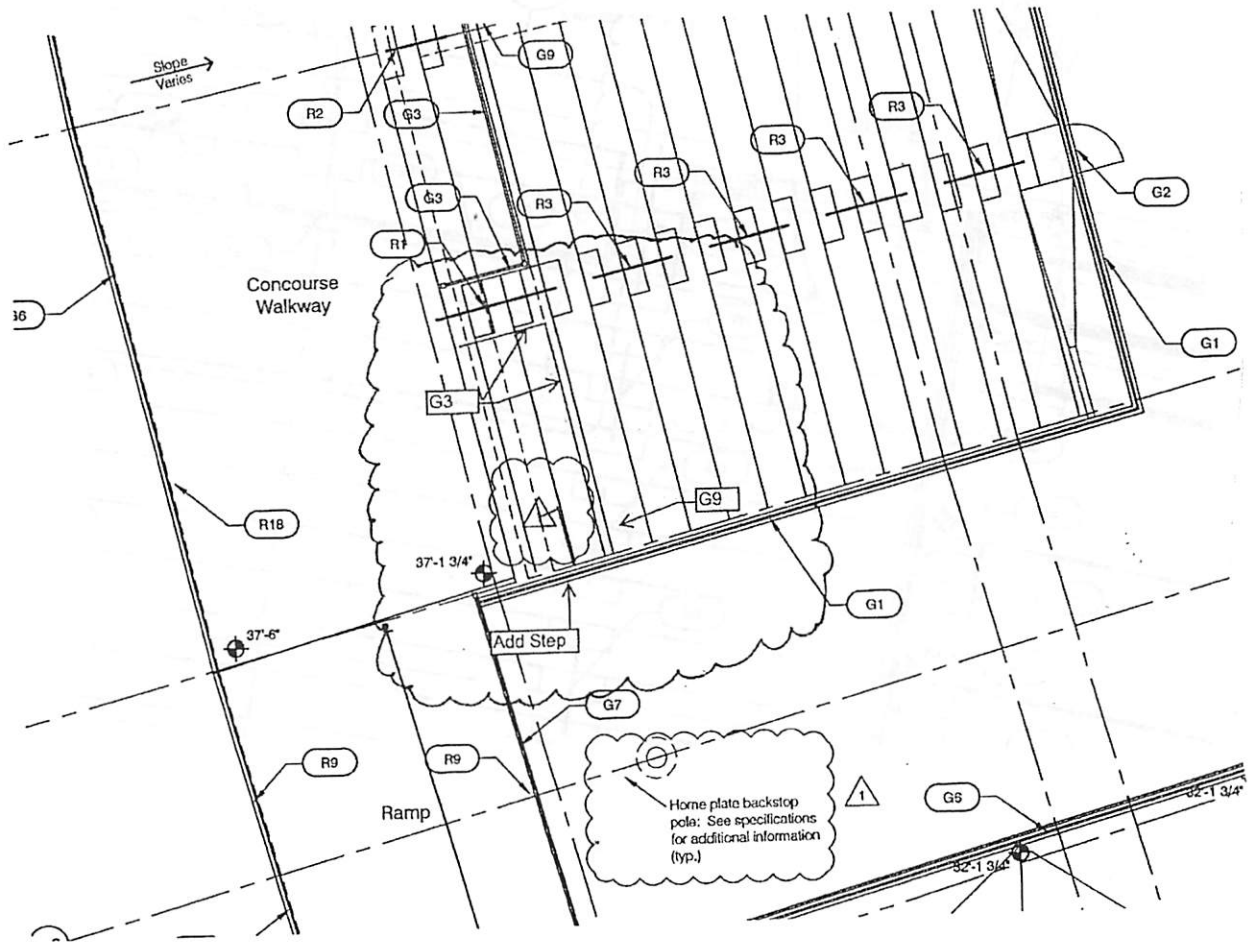 Slope
Varies
G9
R2
G3
R3
R3
G3
R3
R3
G2
R1
Concourse
Walkway
G1
G3
R18
G9
37'-1 3/4"
G1
37'-6"
Add Step
G7
R9
R9
Ramp
Home plate backstop
pole: See specifications
for additional information
(typ.)
1
G6
32'-1 3/4"
32'-1 3/4"